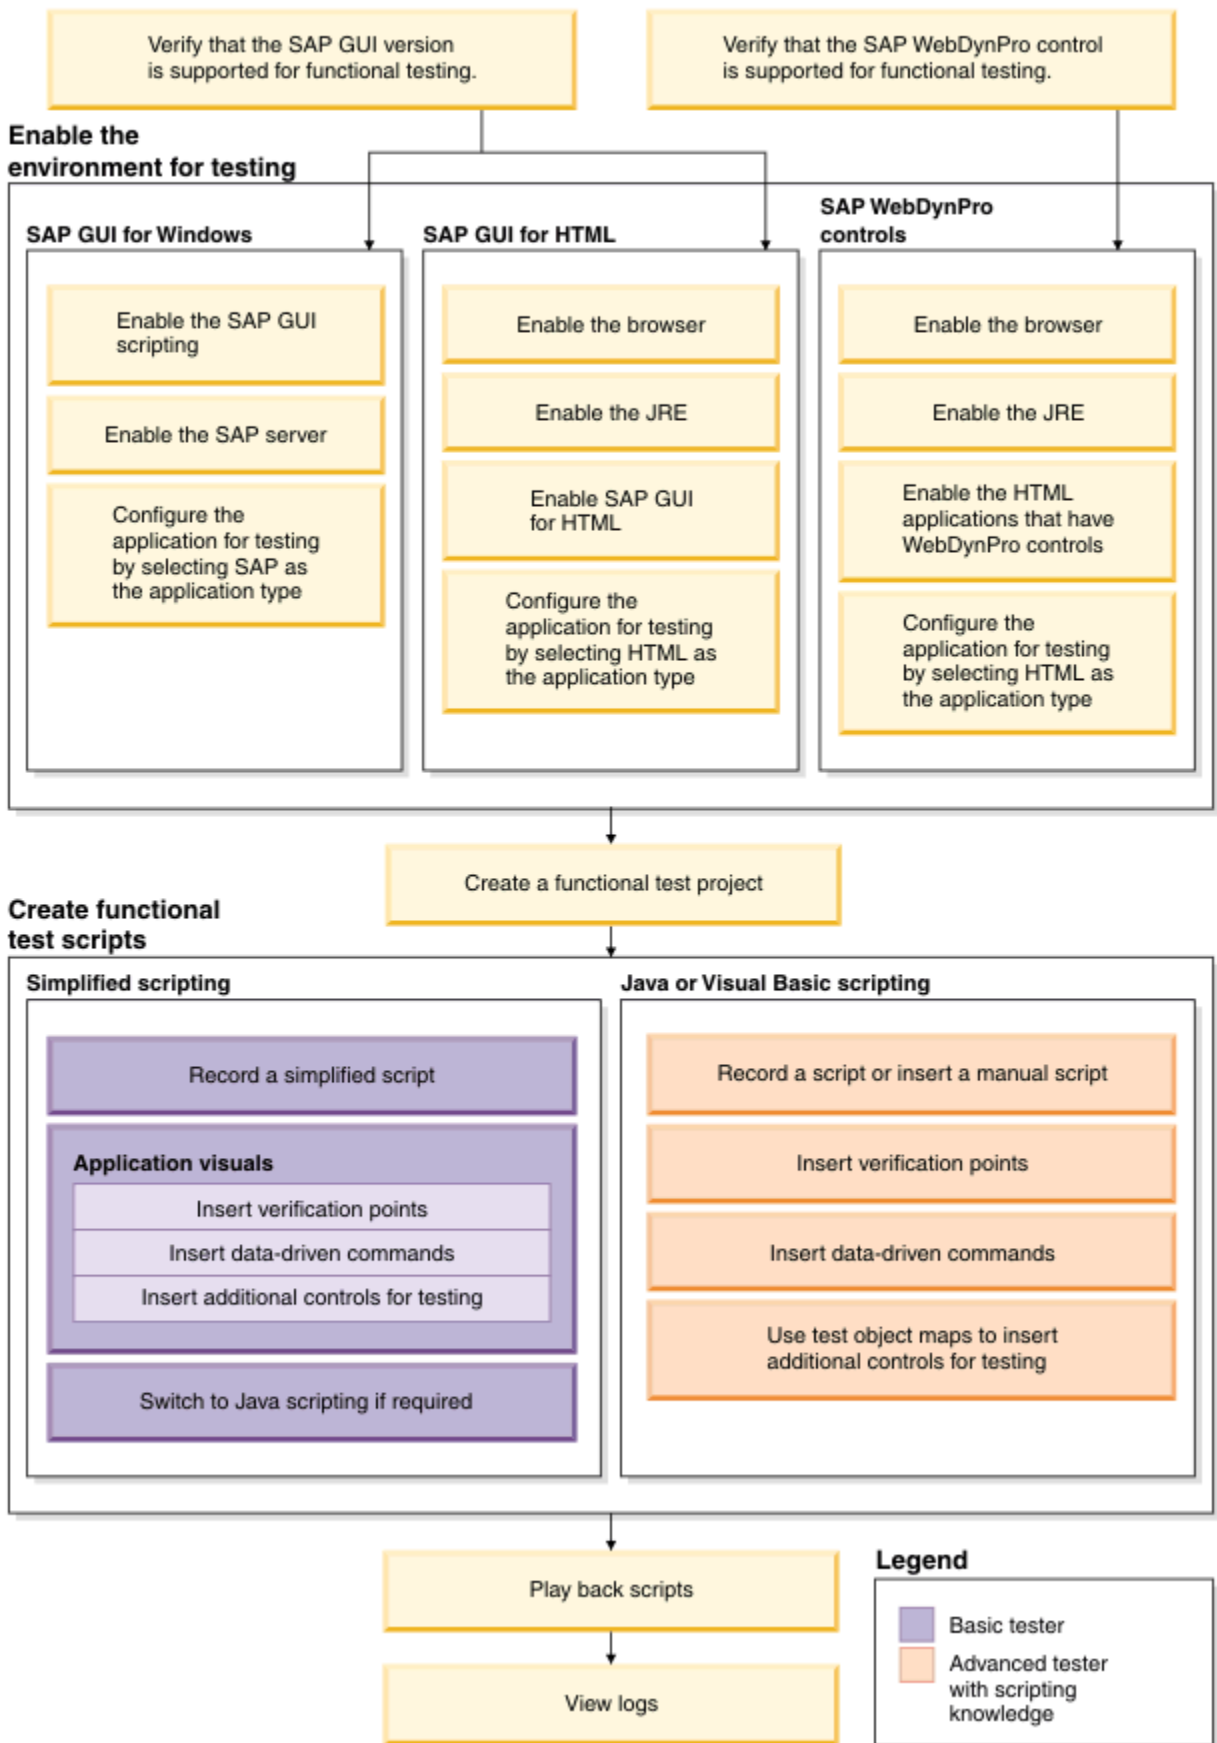 Verify that the SAP GUI version
is supported for functional testing.
Verify that the SAP WebDynPro control
is supported for functional testing.
Enable the
environment for testing
SAP GUI for Windows
Enable the SAP GUI
scripting
Enable the SAP server
Configure the
application for testing
by selecting SAP as
the application type
SAP GUI for HTML
Enable the browser
Enable the JRE
Enable SAP GUI
for HTML
Configure the
application for testing
by selecting HTML as
the application type
SAP WebDynPro
controls
Enable the browser
Enable the JRE
Enable the HTML
applications that have
WebDynPro controls
Configure the
application for testing
by selecting HTML as
the application type
Create a functional test project
Create functional
test scripts
Simplified scripting
Record a simplified script
Application visuals
Insert verification points
Insert data-driven commands
Insert additional controls for testing
Switch to Java scripting if required
Java or Visual Basic scripting
Record a script or insert a manual script
Insert verification points
Insert data-driven commands
Use test object maps to insert
additional controls for testing
Play back scripts
View logs
Legend
Basic tester
Advanced tester
with scripting
knowledge